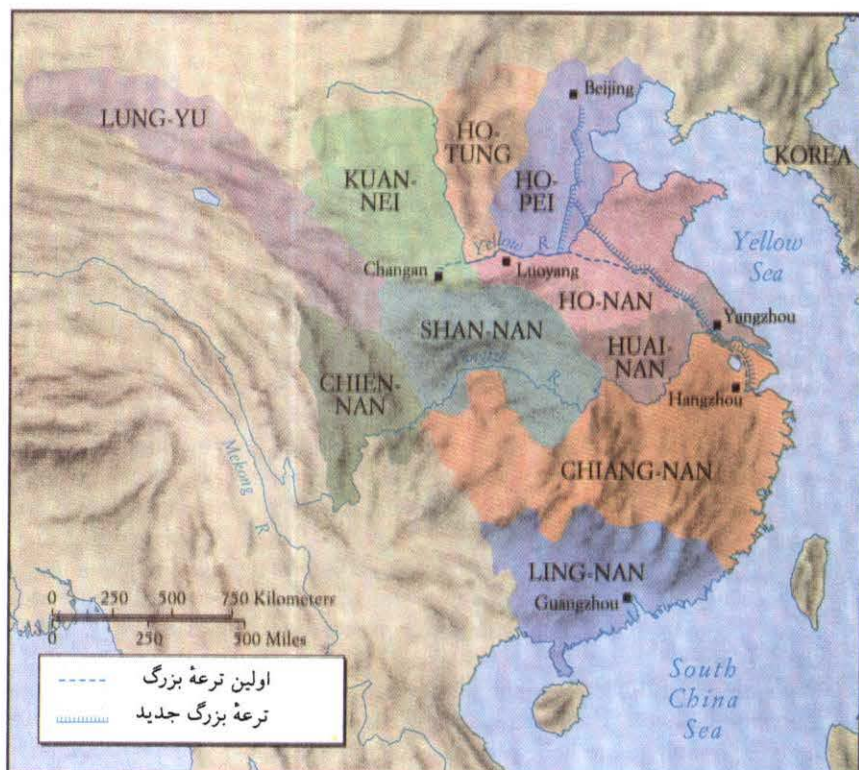 Beijing
LUNG-YU
HO-
TUNG
KOREA
KUAN-
NEI
HO-
PEI
Yellow R.
Yellow
Sea
Changan
Luoyang
HO-NAN
Yangzhou
SHAN-NAN
HUAI-
NAN
R.
CHIEN-
NAN
Hangzhou
Mekong
R
CHIANG-NAN
LING-NAN
Guangzhou
0 250 500 750 Kilometers
0 250 500 Miles
South
China
Sea
اولین ترعهٔ بزرگ
ترعهٔ بزرگ جدید